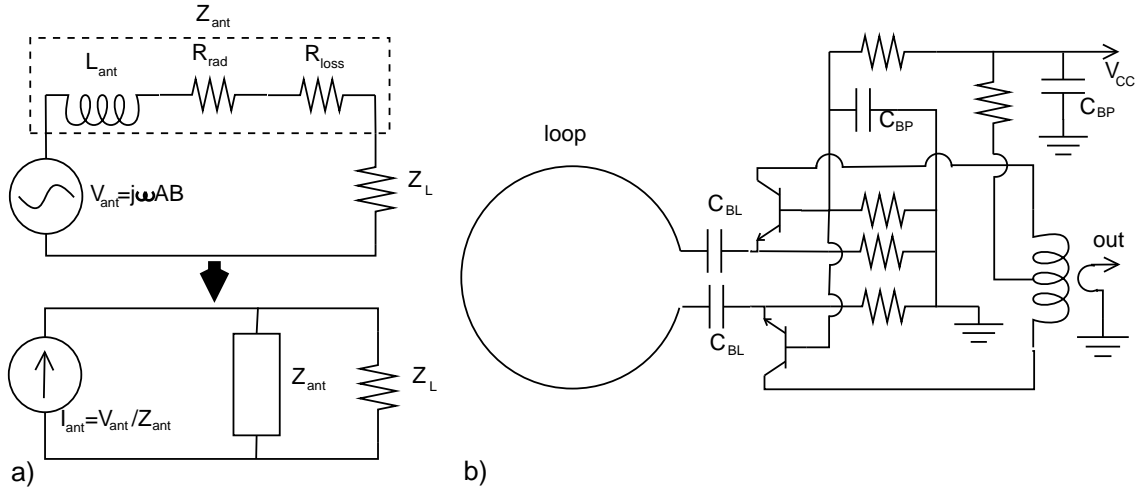 Z_ant
L_ant
R_rad
R_loss
V_ant=jωAB
Z_L
I_ant=V_ant/Z_ant
Z_ant
Z_L
a)
loop
C_BL
C_BL
C_BP
V_CC
C_BP
out
b)